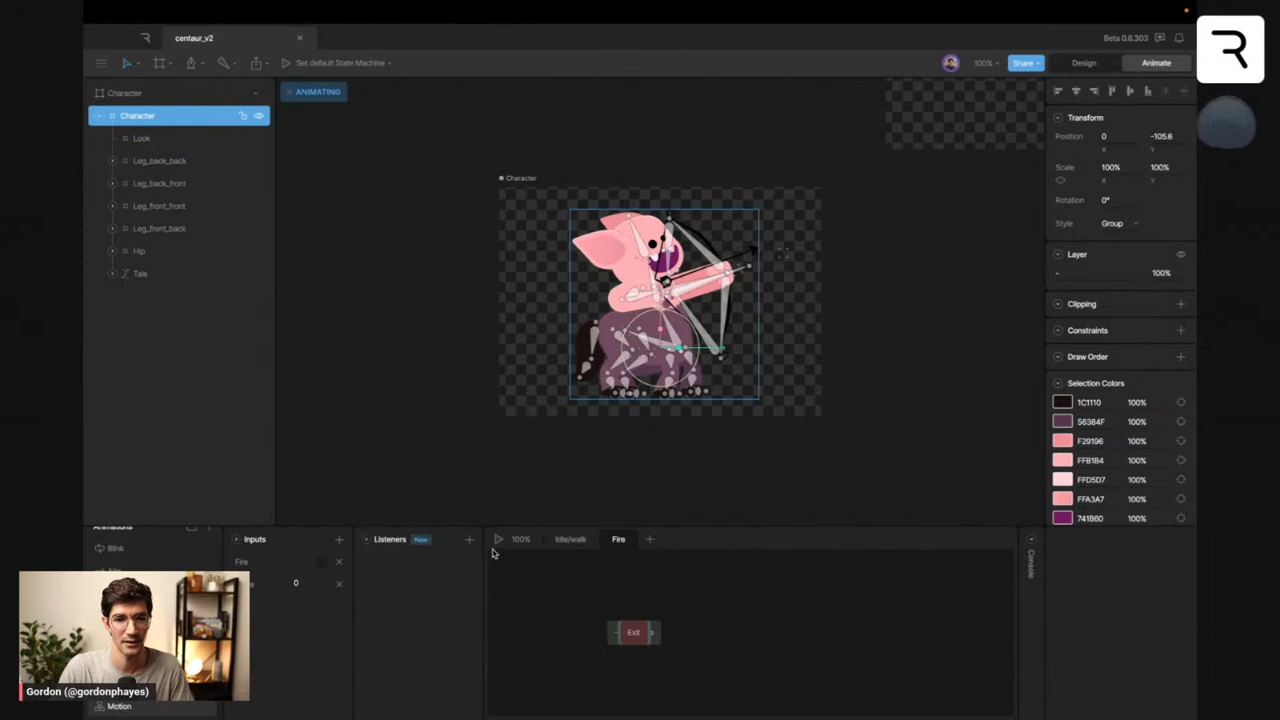 centaur_v2
Beta 0.8.303
Set default State Machine
100%
Share
Design
Animate
Character
ANIMATING
Character
Look
Leg_back_back
Leg_back_front
Leg_front_front
Leg_front_back
Hip
Tale
Character
Transform
Position 0 -105.6
X Y
Scale 100% 100%
X Y
Rotation 0°
Style Group
Layer
- 100%
Clipping
Constraints
Draw Order
Selection Colors
1C1110 100%
56384F 100%
F29196 100%
FFB1B4 100%
FFD5D7 100%
FFA3A7 100%
741B60 100%
Animations
Blink
Motion
Inputs
Fire
0
Listeners New
100% Idle/walk Fire
Exit
Console
Gordon (@gordonphayes)